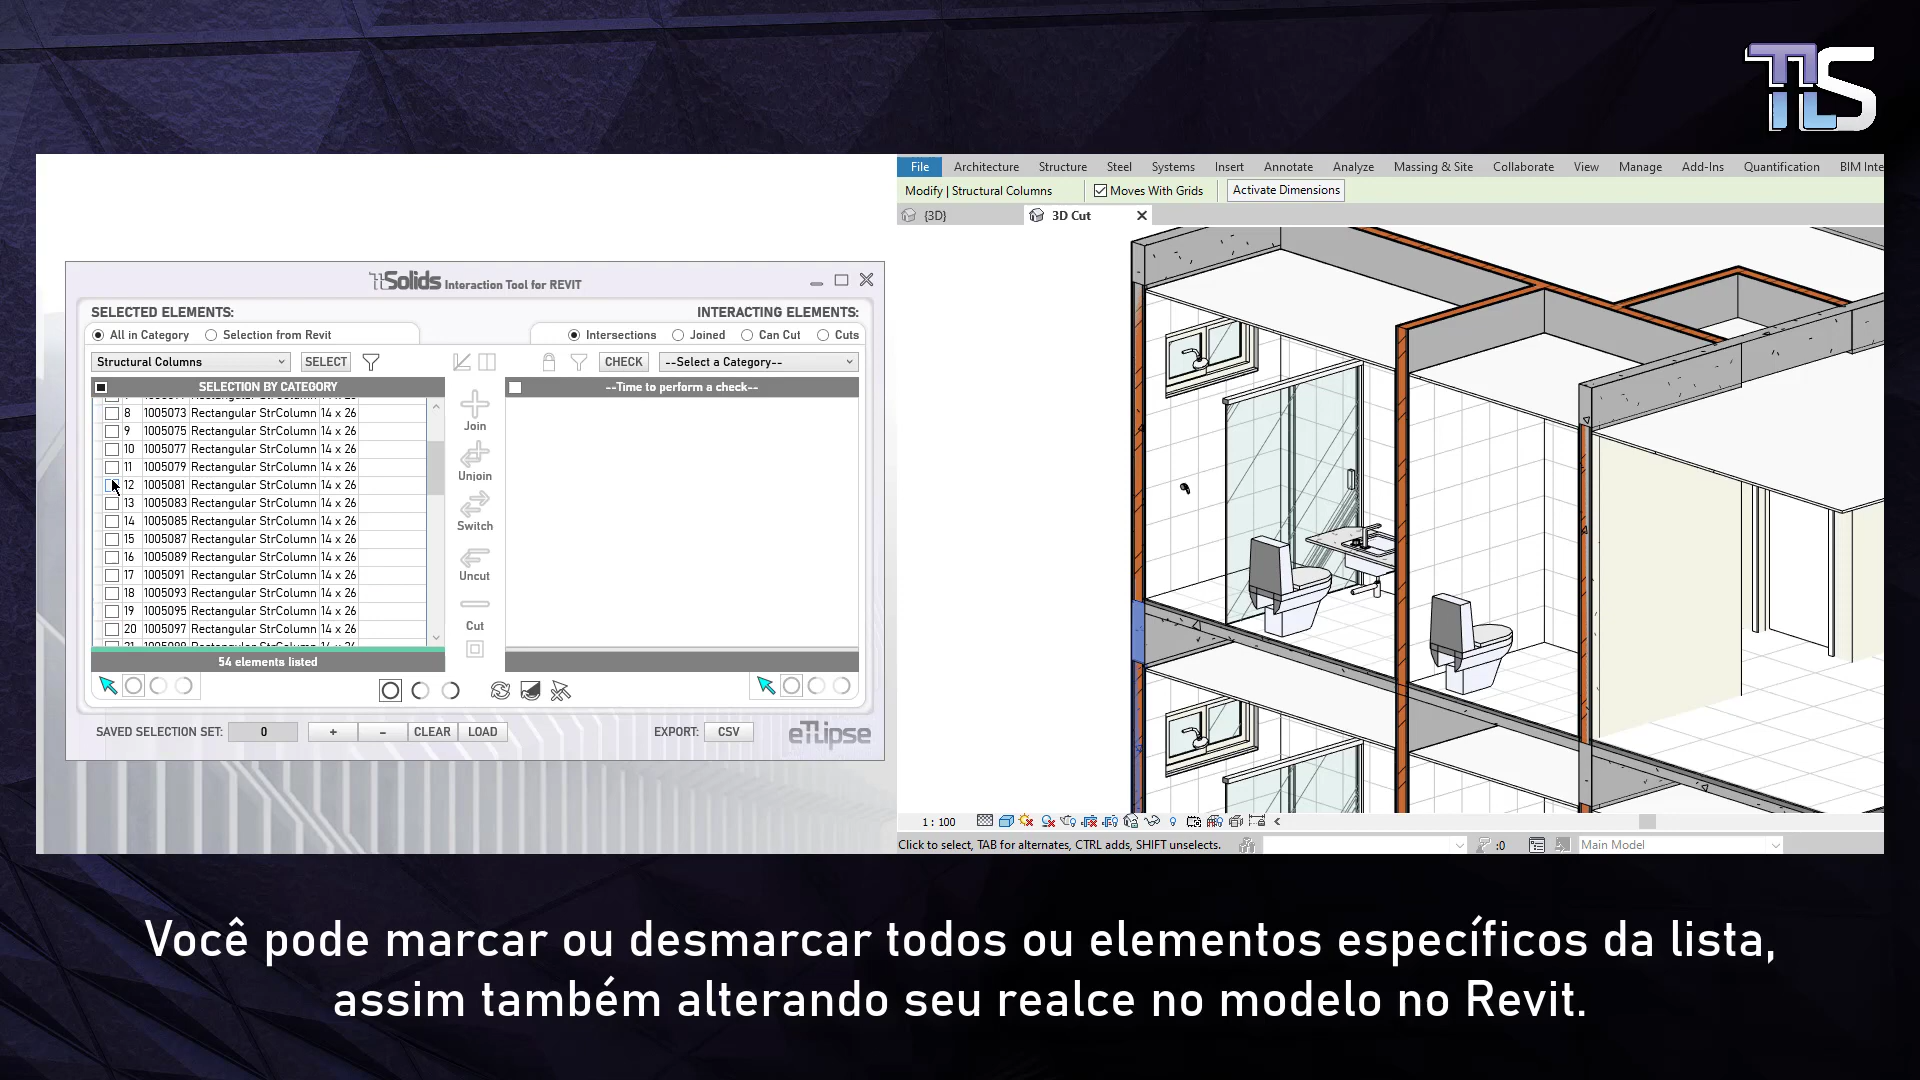 TTLS
File Architecture Structure Steel Systems Insert Annotate Analyze Massing & Site Collaborate View Manage Add-Ins Quantification BIM Inte
Modify | Structural Columns Moves With Grids Activate Dimensions
{3D} 3D Cut
Solids Interaction Tool for REVIT
SELECTED ELEMENTS: INTERACTING ELEMENTS:
All in Category Selection from Revit Intersections Joined Can Cut Cuts
Structural Columns SELECT CHECK --Select a Category--
SELECTION BY CATEGORY --Time to perform a check--
8 1005073 Rectangular StrColumn 14 x 26
9 1005075 Rectangular StrColumn 14 x 26
10 1005077 Rectangular StrColumn 14 x 26
11 1005079 Rectangular StrColumn 14 x 26
12 1005081 Rectangular StrColumn 14 x 26
13 1005083 Rectangular StrColumn 14 x 26
14 1005085 Rectangular StrColumn 14 x 26
15 1005087 Rectangular StrColumn 14 x 26
16 1005089 Rectangular StrColumn 14 x 26
17 1005091 Rectangular StrColumn 14 x 26
18 1005093 Rectangular StrColumn 14 x 26
19 1005095 Rectangular StrColumn 14 x 26
20 1005097 Rectangular StrColumn 14 x 26
Join
Unjoin
Switch
Uncut
Cut
54 elements listed
SAVED SELECTION SET: 0 + - CLEAR LOAD EXPORT: CSV eTLipse
1 : 100
Click to select, TAB for alternates, CTRL adds, SHIFT unselects. :0 Main Model
Você pode marcar ou desmarcar todos ou elementos específicos da lista,
assim também alterando seu realce no modelo no Revit.